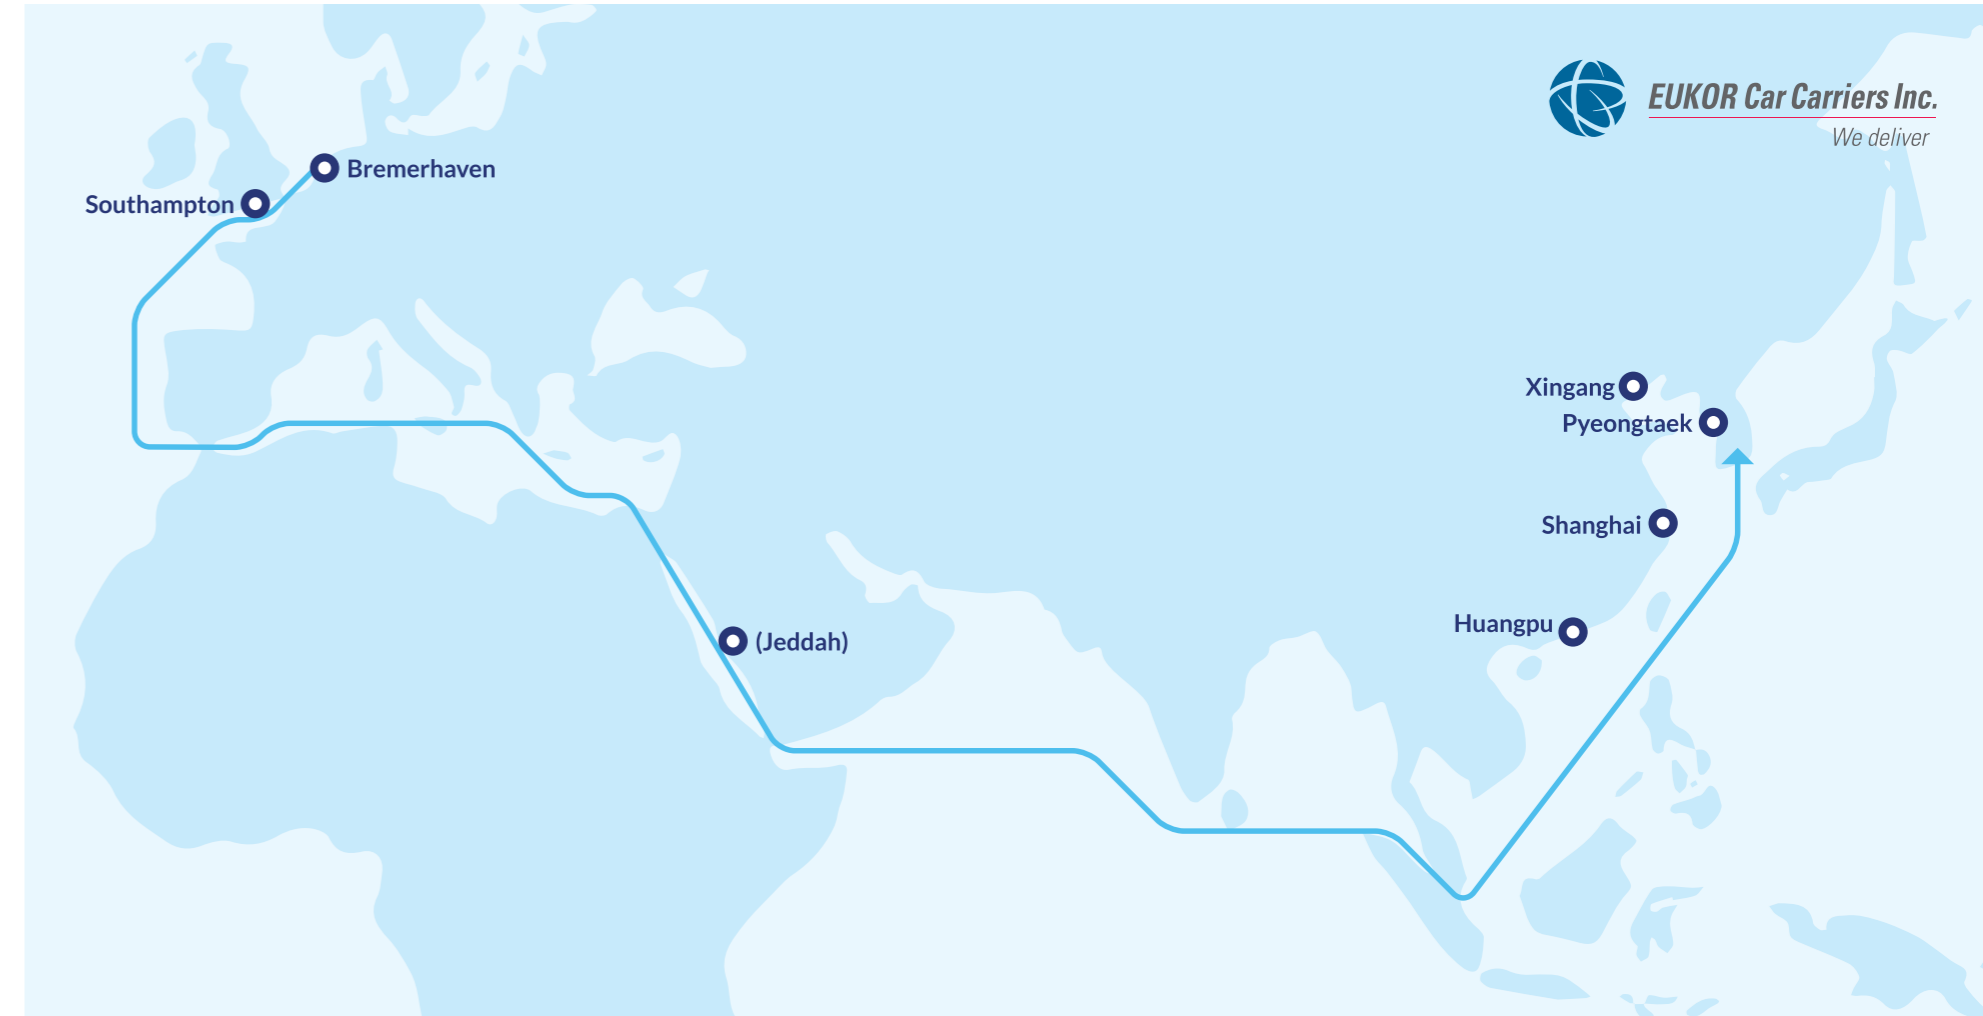 EUKOR Car Carriers Inc.
We deliver
Bremerhaven
Southampton
Xingang
Pyeongtaek
Shanghai
Huangpu
(Jeddah)